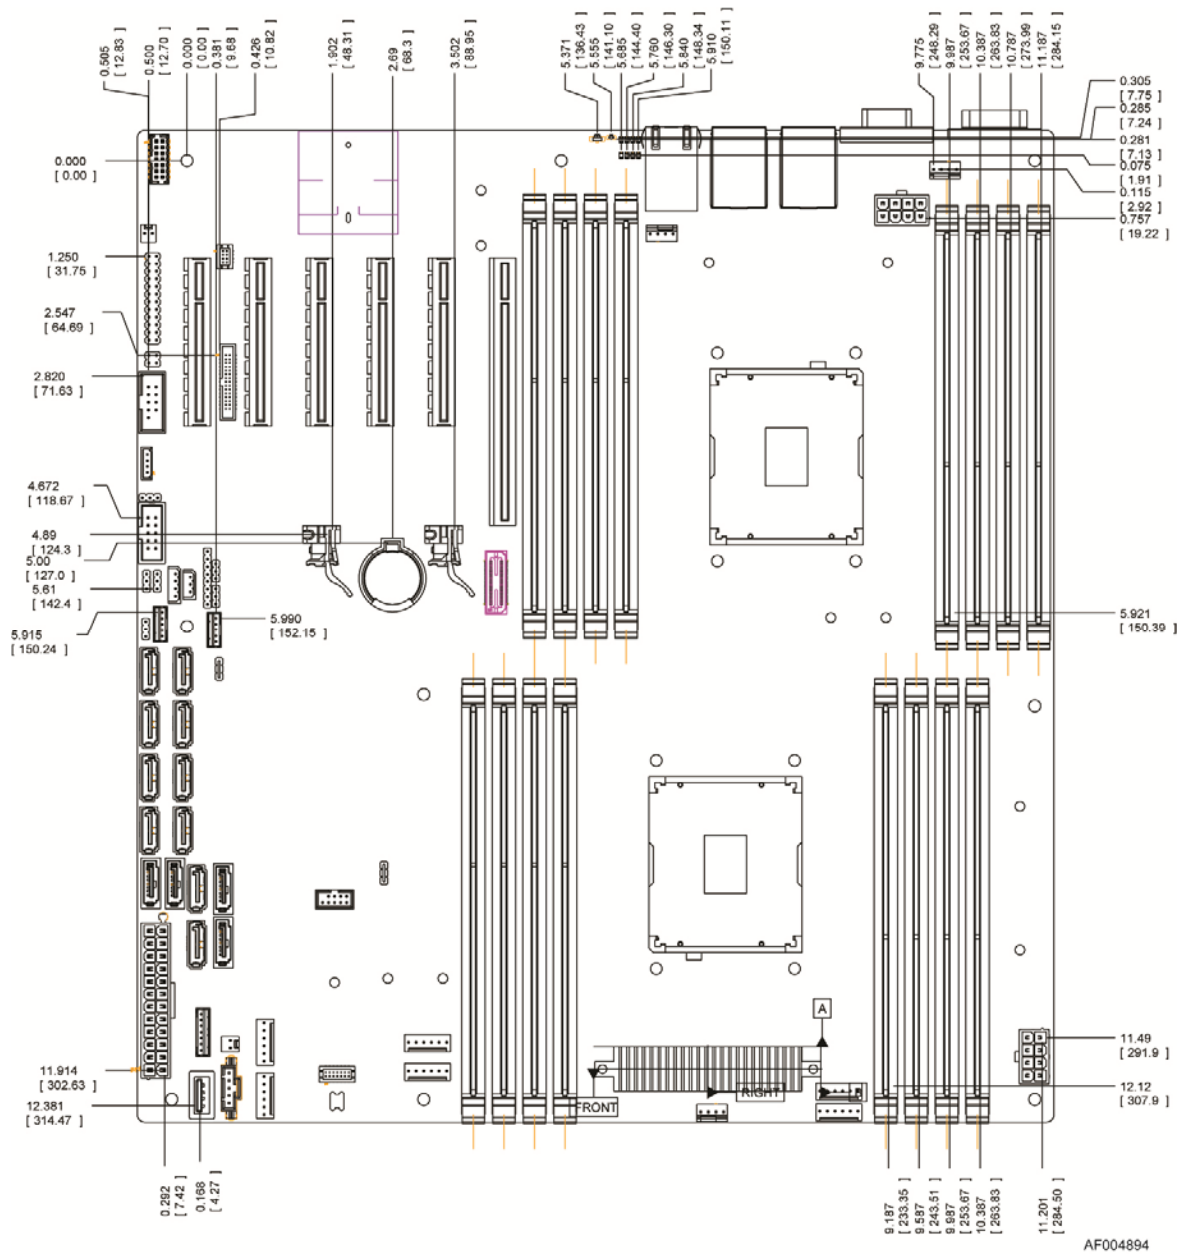 0.505
[ 12.83 ]
0.500
[ 12.70 ]
0.000
[ 0.00 ]
0.381
[ 9.68 ]
0.426
[ 10.82 ]
1.902
[ 48.31 ]
2.69
[ 68.3 ]
3.502
[ 88.95 ]
5.371
[ 136.43 ]
5.555
[ 141.10 ]
5.685
[ 144.40 ]
5.760
[ 146.30 ]
5.840
[ 148.34 ]
5.910
[ 150.11 ]
9.775
[ 248.29 ]
9.987
[ 253.67 ]
10.387
[ 263.83 ]
10.787
[ 273.99 ]
11.187
[ 284.15 ]
0.305
[ 7.75 ]
0.285
[ 7.24 ]
0.281
[ 7.13 ]
0.075
[ 1.91 ]
0.115
[ 2.92 ]
0.757
[ 19.22 ]
0.000
[ 0.00 ]
1.250
[ 31.75 ]
2.547
[ 64.69 ]
2.820
[ 71.63 ]
4.672
[ 118.67 ]
4.89
[ 124.3 ]
5.00
[ 127.0 ]
5.61
[ 142.4 ]
5.915
[ 150.24 ]
5.990
[ 152.15 ]
5.921
[ 150.39 ]
A
11.49
[ 291.9 ]
11.914
[ 302.63 ]
12.12
[ 307.9 ]
RIGHT
FRONT
12.381
[ 314.47 ]
0.292
[ 7.42 ]
0.168
[ 4.27 ]
9.187
[ 233.35 ]
9.587
[ 243.51 ]
9.987
[ 253.67 ]
10.387
[ 263.83 ]
11.201
[ 284.50 ]
AF004894